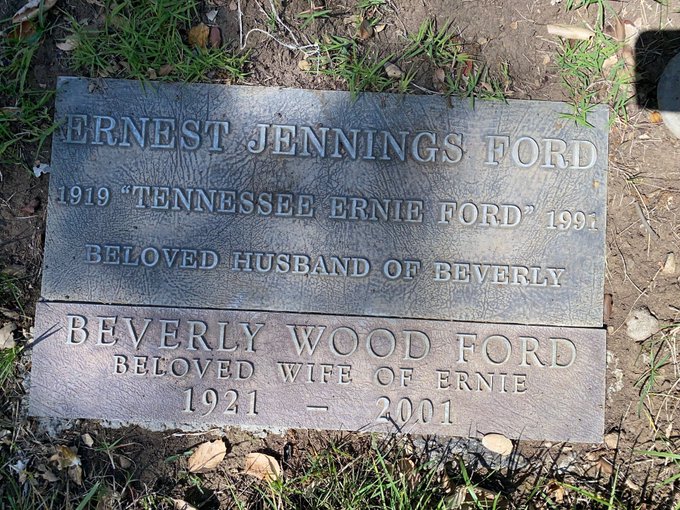 ERNEST JENNINGS FORD
1919 "TENNESSEE ERNIE FORD" 1991
BELOVED HUSBAND OF BEVERLY
BEVERLY WOOD FORD
BELOVED WIFE OF ERNIE
1921 — 2001